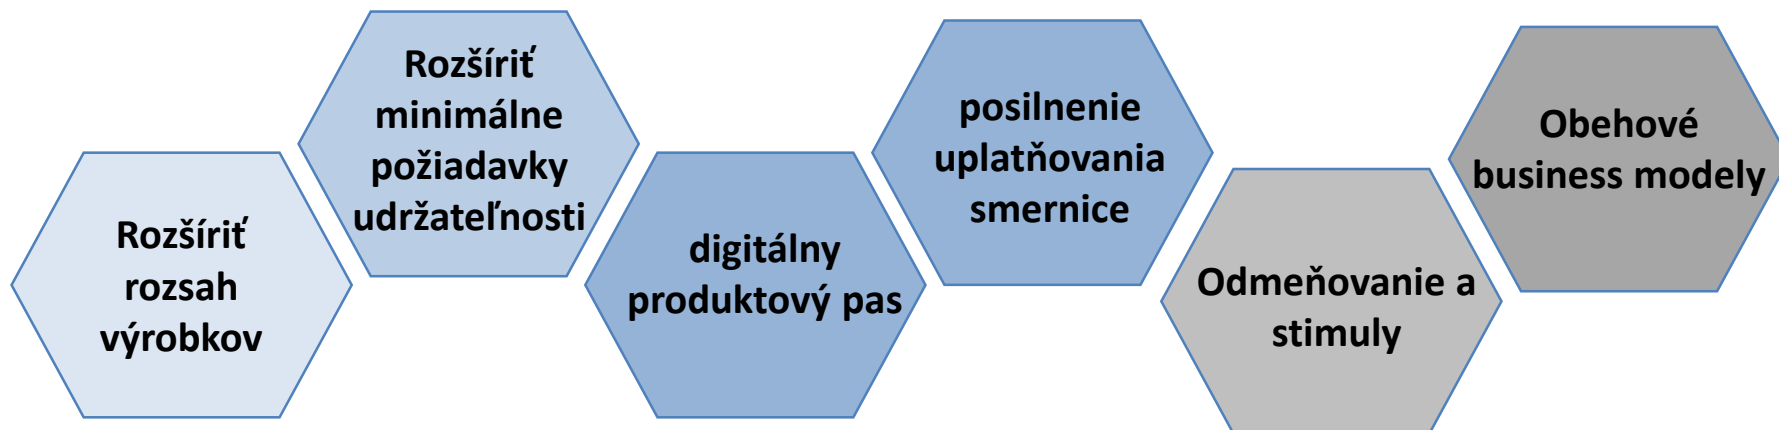 Rozšíriť
rozsah
výrobkov
Rozšíriť
minimálne
požiadavky
udržateľnosti
digitálny
produktový pas
posilnenie
uplatňovania
smernice
Odmeňovanie a
stimuly
Obehové
business modely